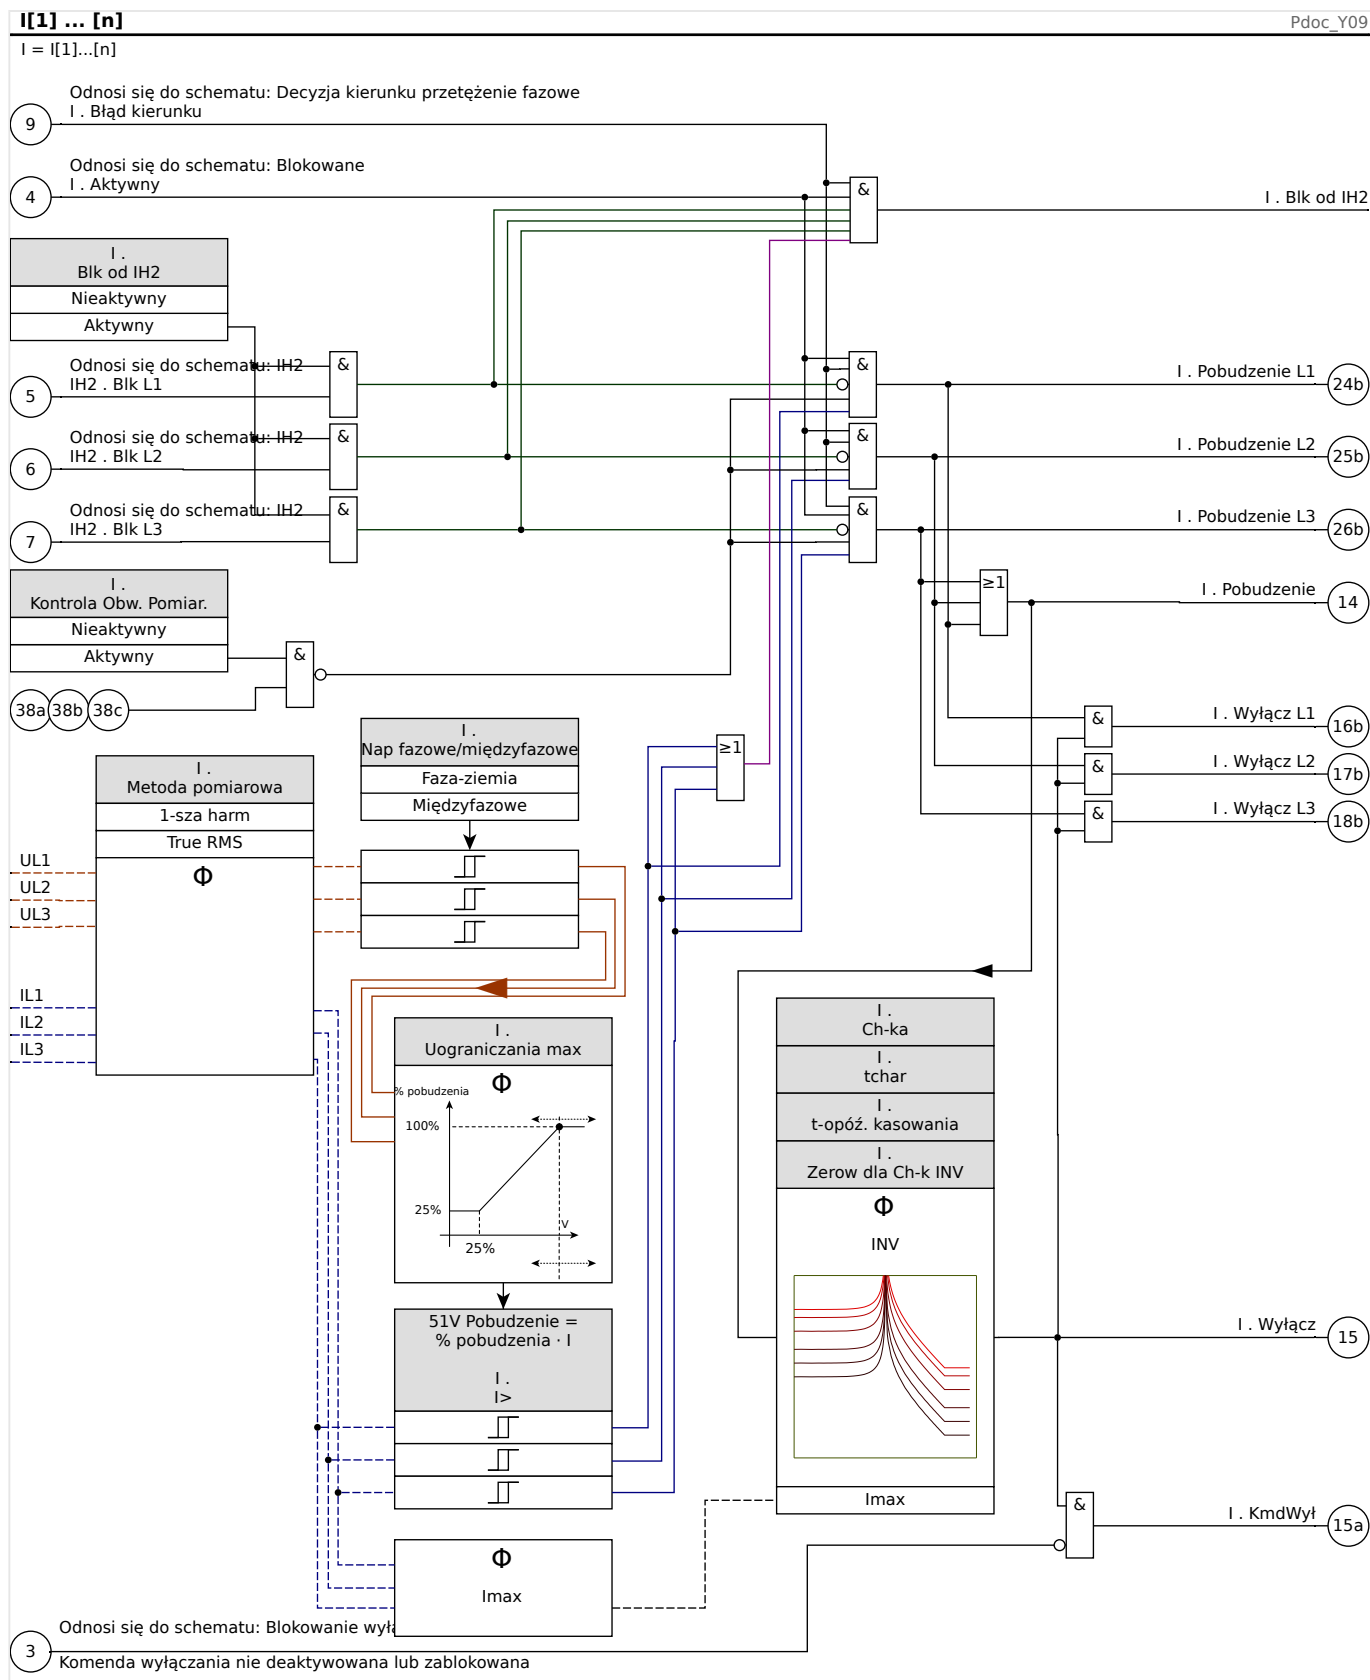 I[1] ... [n]
Pdoc_Y09
I = I[1]...[n]
Odnosi się do schematu: Decyzja kierunku przetężenie fazowe
9
I . Błąd kierunku
Odnosi się do schematu: Blokowane
4
I . Aktywny
&
I . Blk od IH2
I .
Blk od IH2
Nieaktywny
Aktywny
Odnosi się do schematu: IH2
5
IH2 . Blk L1
&
&
I . Pobudzenie L1
24b
Odnosi się do schematu: IH2
6
IH2 . Blk L2
&
&
I . Pobudzenie L2
25b
Odnosi się do schematu: IH2
7
IH2 . Blk L3
&
&
I . Pobudzenie L3
26b
I .
Kontrola Obw. Pomiar.
Nieaktywny
Aktywny
&
38a
38b
38c
≥1
I . Pobudzenie
14
&
I . Wyłącz L1
16b
&
I . Wyłącz L2
17b
&
I . Wyłącz L3
18b
I .
Nap fazowe/międzyfazowe
Faza-ziemia
Międzyfazowe
≥1
I .
Metoda pomiarowa
1-sza harm
True RMS
Φ
UL1
UL2
UL3
IL1
IL2
IL3
I .
Uograniczania max
Φ
% pobudzenia
100%
25%
V
25%
I .
Ch-ka
I .
tchar
I .
t-opóź. kasowania
I .
Zerow dla Ch-k INV
Φ
INV
Imax
51V Pobudzenie =
% pobudzenia · I
I .
I>
I . Wyłącz
15
&
I . KmdWył
15a
Φ
Imax
Odnosi się do schematu: Blokowanie wyła
3
Komenda wyłączania nie deaktywowana lub zablokowana